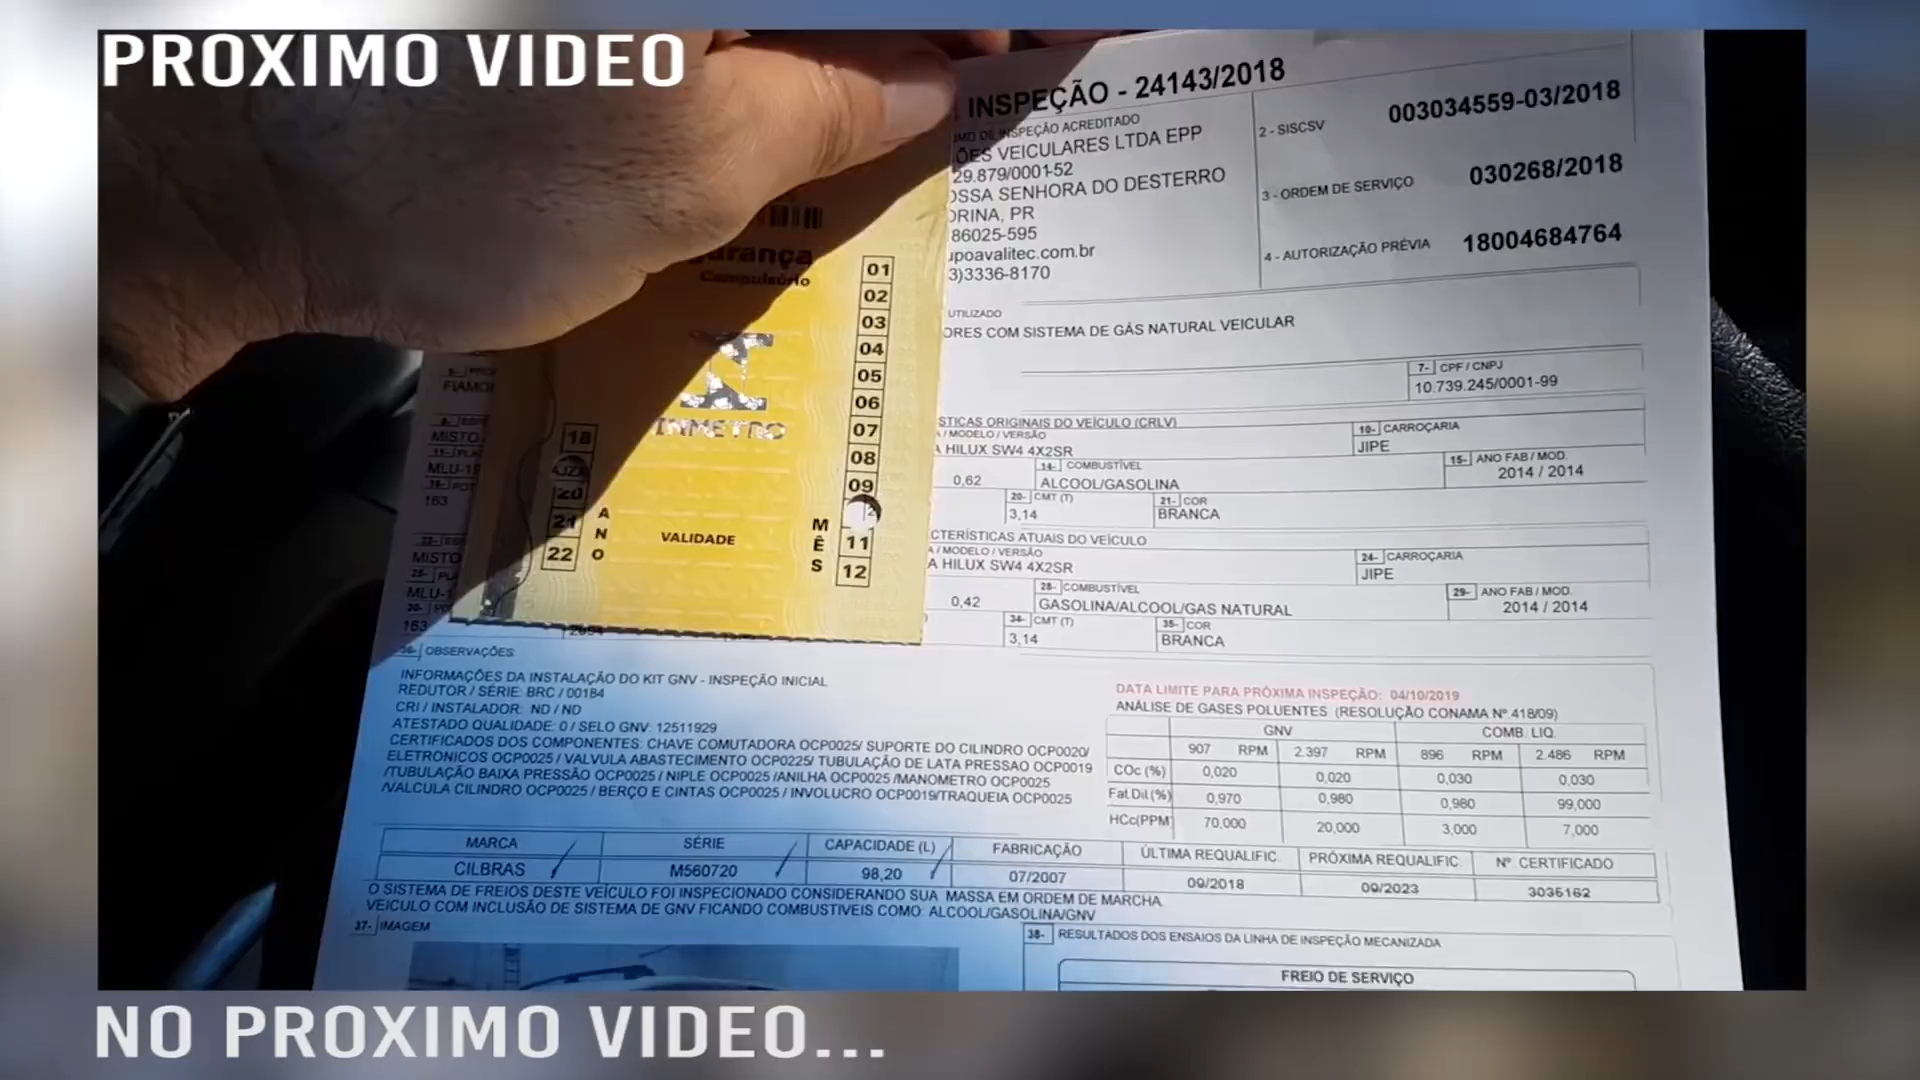 PROXIMO VIDEO
INSPEÇÃO - 24143/2018
DE INSPEÇÃO ACREDITADO
VEICULARES LTDA EPP
29.879/0001-52
SENHORA DO DESTERRO
PR
86025-595
3)3336-8170
2 - SISCSV 003034559-03/2018
3 - ORDEM DE SERVIÇO 030268/2018
4 - AUTORIZAÇÃO PRÉVIA 18004684764
UTILIZADO
COM SISTEMA DE GÁS NATURAL VEICULAR
7- CPF / CNPJ
10.739.245/0001-99
Compulsório
INMETRO
18
20
21
22
ANO
VALIDADE
MÊS
01
02
03
04
05
06
07
08
09
11
12
ORIGINAIS DO VEÍCULO (CRLV)
/ MODELO / VERSÃO
HILUX SW4 4X2SR
10- CARROÇARIA
JIPE
MISTO
0,62
14- COMBUSTÍVEL
ALCOOL/GASOLINA
15- ANO FAB / MOD.
2014 / 2014
163
20- CMT (T)
3,14
21- COR
BRANCA
ATUAIS DO VEÍCULO
/ MODELO / VERSÃO
HILUX SW4 4X2SR
24- CARROÇARIA
JIPE
MISTO
0,42
28- COMBUSTÍVEL
GASOLINA/ALCOOL/GAS NATURAL
29- ANO FAB / MOD.
2014 / 2014
163
34- CMT (T)
3,14
35- COR
BRANCA
36- OBSERVAÇÕES
INFORMAÇÕES DA INSTALAÇÃO DO KIT GNV - INSPEÇÃO INICIAL
REDUTOR / SÉRIE: BRC / 00184
CRI / INSTALADOR: ND / ND
ATESTADO QUALIDADE: 0 / SELO GNV: 12511929
CERTIFICADOS DOS COMPONENTES: CHAVE COMUTADORA OCP0025/ SUPORTE DO CILINDRO OCP0020/
ELETRONICOS OCP0025 / VALVULA ABASTECIMENTO OCP0225/ TUBULAÇÃO DE LATA PRESSAO OCP0019
/TUBULAÇÃO BAIXA PRESSÃO OCP0025 / NIPLE OCP0025 /ANILHA OCP0025 /MANOMETRO OCP0025
/VALCULA CILINDRO OCP0025 / BERÇO E CINTAS OCP0025 / INVOLUCRO OCP0019/TRAQUEIA OCP0025
DATA LIMITE PARA PRÓXIMA INSPEÇÃO: 04/10/2019
ANÁLISE DE GASES POLUENTES (RESOLUÇÃO CONAMA Nº 418/09)
GNV COMB. LIQ.
907 RPM 2.397 RPM 896 RPM 2.486 RPM
COc (%) 0,020 0,020 0,030 0,030
Fat.Dil(%) 0,970 0,980 0,980 99,000
HCc(PPM 70,000 20,000 3,000 7,000
MARCA SÉRIE CAPACIDADE (L) FABRICAÇÃO ÚLTIMA REQUALIFIC. PRÓXIMA REQUALIFIC. Nº CERTIFICADO
CILBRAS M560720 98,20 07/2007 09/2018 09/2023 3035162
O SISTEMA DE FREIOS DESTE VEÍCULO FOI INSPECIONADO CONSIDERANDO SUA MASSA EM ORDEM DE MARCHA.
VEICULO COM INCLUSÃO DE SISTEMA DE GNV FICANDO COMBUSTÍVEIS COMO: ALCOOL/GASOLINA/GNV
37- IMAGEM
38- RESULTADOS DOS ENSAIOS DA LINHA DE INSPEÇÃO MECANIZADA
FREIO DE SERVIÇO
NO PROXIMO VIDEO...